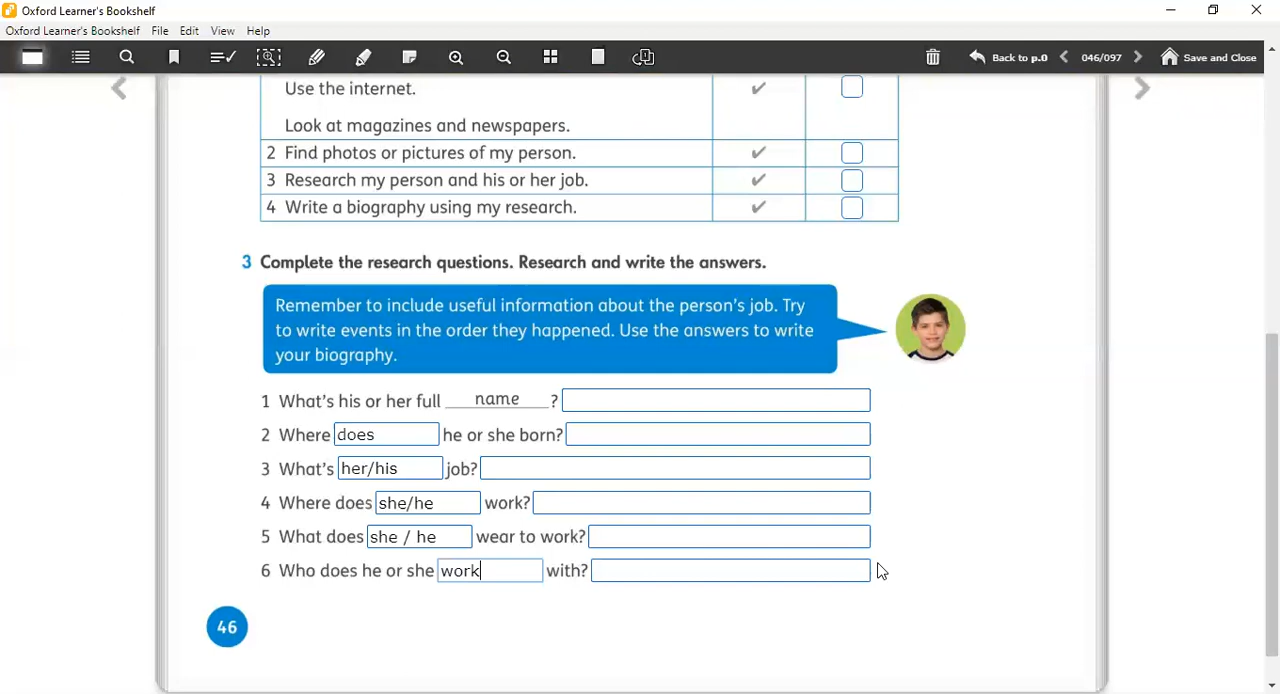 Oxford Learner's Bookshelf
Oxford Learner's Bookshelf File Edit View Help
Back to p.0 046/097 Save and Close
Use the internet.
Look at magazines and newspapers.
2 Find photos or pictures of my person.
3 Research my person and his or her job.
4 Write a biography using my research.
3 Complete the research questions. Research and write the answers.
Remember to include useful information about the person's job. Try
to write events in the order they happened. Use the answers to write
your biography.
1 What's his or her full name ?
2 Where does he or she born?
3 What's her/his job?
4 Where does she/he work?
5 What does she / he wear to work?
6 Who does he or she work with?
46